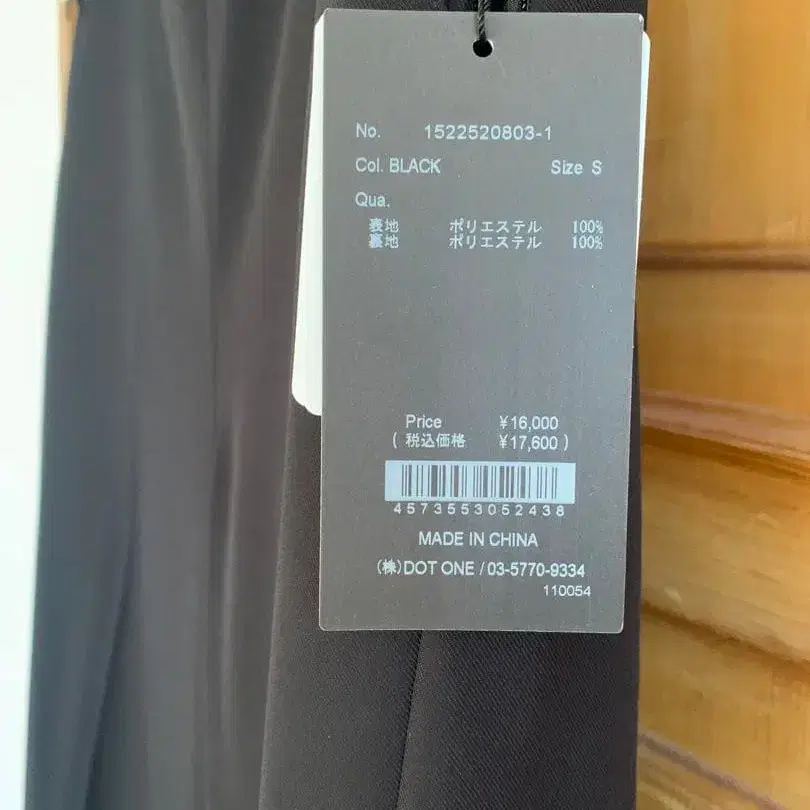 No. 1522520803-1
Col. BLACK Size S
Qua.
表地 ポリエステル 100%
裏地 ポリエステル 100%
Price ¥16,000
( 税込価格 ¥17,600 )
4573553052438
MADE IN CHINA
(株)DOT ONE / 03-5770-9334
110054